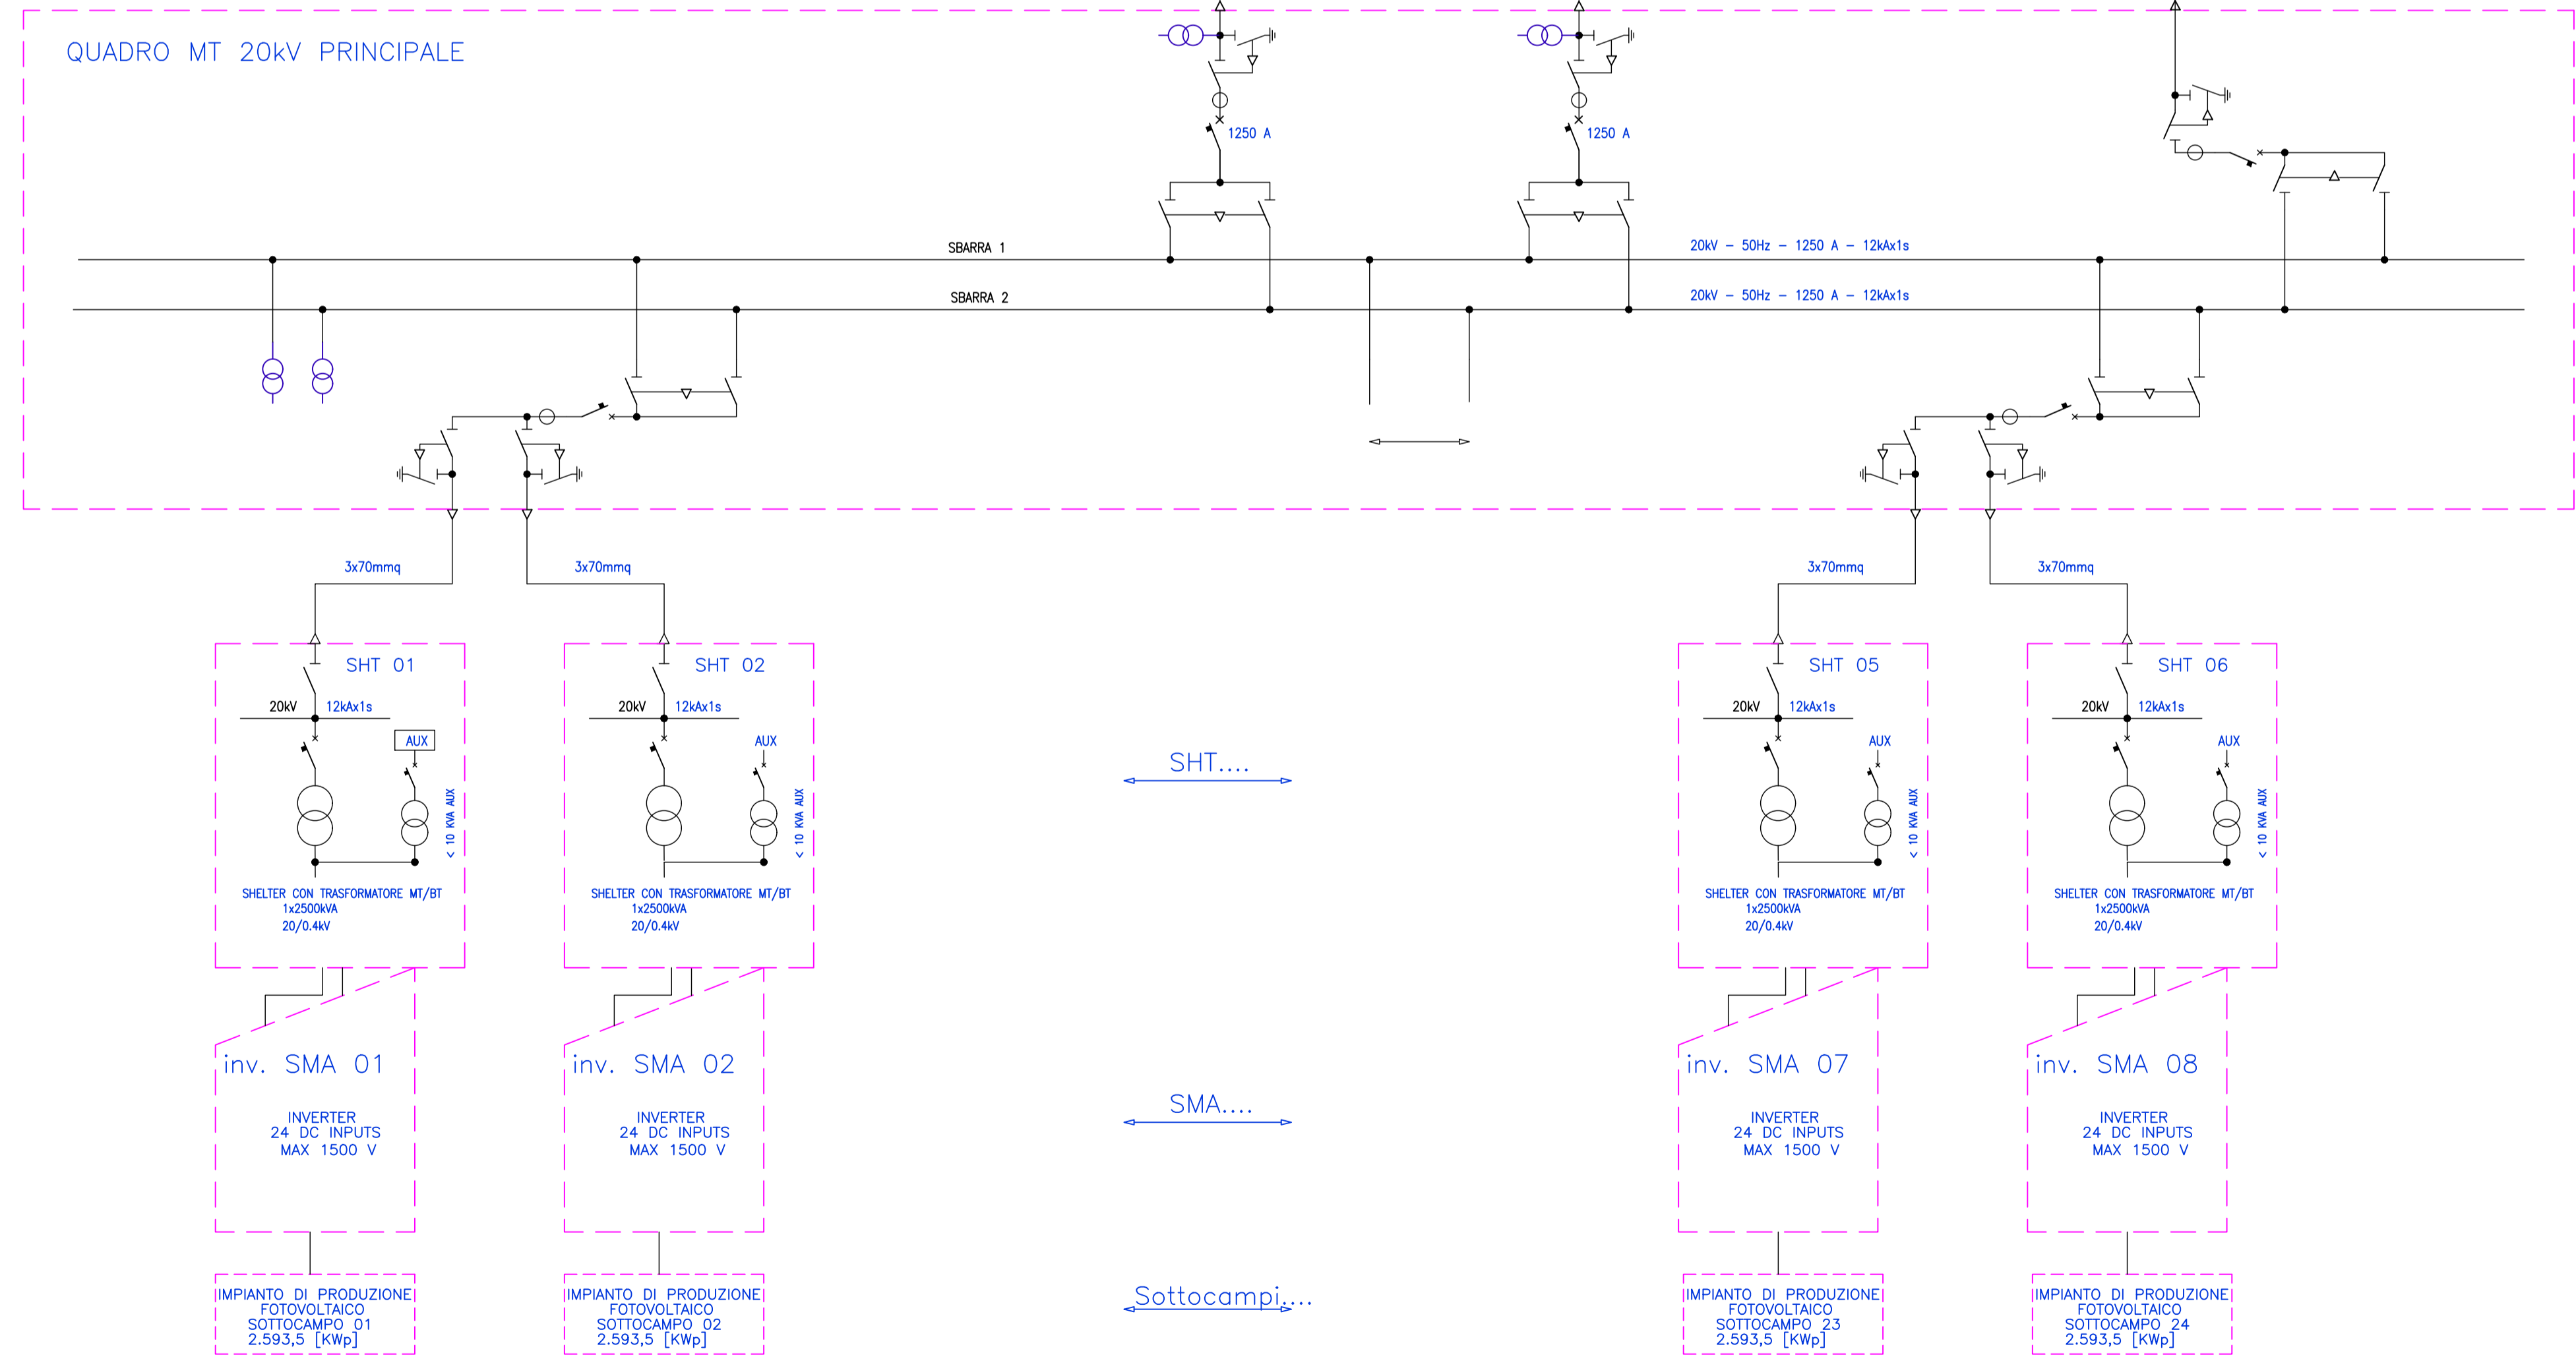 QUADRO MT 20kV PRINCIPALE
1250 A
1250 A
SBARRA 1
20kV - 50Hz - 1250 A - 12kAx1s
SBARRA 2
20kV - 50Hz - 1250 A - 12kAx1s
3x70mmq
3x70mmq
3x70mmq
3x70mmq
SHT 01
20kV
12kAx1s
AUX
< 10 KVA AUX
SHELTER CON TRASFORMATORE MT/BT
1x2500kVA
20/0.4kV
SHT 02
20kV
12kAx1s
AUX
< 10 KVA AUX
SHELTER CON TRASFORMATORE MT/BT
1x2500kVA
20/0.4kV
SHT....
SHT 05
20kV
12kAx1s
AUX
< 10 KVA AUX
SHELTER CON TRASFORMATORE MT/BT
1x2500kVA
20/0.4kV
SHT 06
20kV
12kAx1s
AUX
< 10 KVA AUX
SHELTER CON TRASFORMATORE MT/BT
1x2500kVA
20/0.4kV
inv. SMA 01
INVERTER
24 DC INPUTS
MAX 1500 V
inv. SMA 02
INVERTER
24 DC INPUTS
MAX 1500 V
SMA....
inv. SMA 07
INVERTER
24 DC INPUTS
MAX 1500 V
inv. SMA 08
INVERTER
24 DC INPUTS
MAX 1500 V
IMPIANTO DI PRODUZIONE
FOTOVOLTAICO
SOTTOCAMPO 01
2.593,5 [KWp]
IMPIANTO DI PRODUZIONE
FOTOVOLTAICO
SOTTOCAMPO 02
2.593,5 [KWp]
Sottocampi....
IMPIANTO DI PRODUZIONE
FOTOVOLTAICO
SOTTOCAMPO 23
2.593,5 [KWp]
IMPIANTO DI PRODUZIONE
FOTOVOLTAICO
SOTTOCAMPO 24
2.593,5 [KWp]